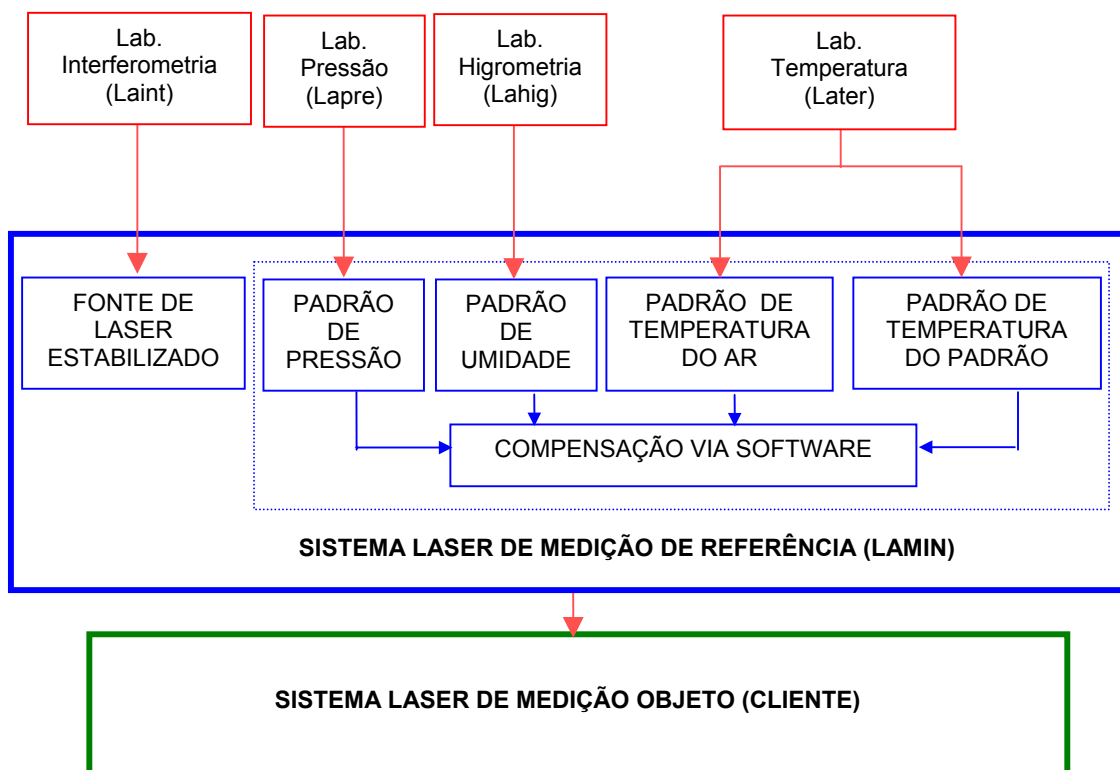 Lab.
Interferometria
(Laint)
Lab.
Pressão
(Lapre)
Lab.
Higrometria
(Lahig)
Lab.
Temperatura
(Later)
FONTE DE
LASER
ESTABILIZADO
PADRÃO
DE
PRESSÃO
PADRÃO
DE
UMIDADE
PADRÃO DE
TEMPERATURA
DO AR
PADRÃO DE
TEMPERATURA
DO PADRÃO
COMPENSAÇÃO VIA SOFTWARE
SISTEMA LASER DE MEDIÇÃO DE REFERÊNCIA (LAMIN)
SISTEMA LASER DE MEDIÇÃO OBJETO (CLIENTE)